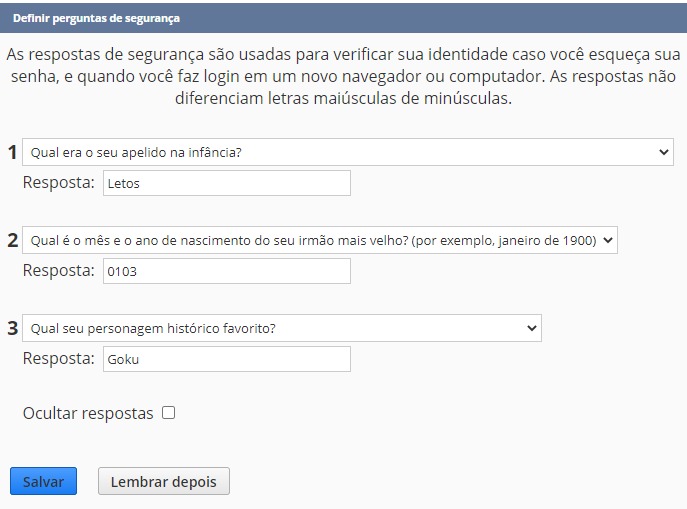 Definir perguntas de segurança
As respostas de segurança são usadas para verificar sua identidade caso você esqueça sua
senha, e quando você faz login em um novo navegador ou computador. As respostas não
diferenciam letras maiúsculas de minúsculas.
1 Qual era o seu apelido na infância?
Resposta: Letos
2 Qual é o mês e o ano de nascimento do seu irmão mais velho? (por exemplo, janeiro de 1900)
Resposta: 0103
3 Qual seu personagem histórico favorito?
Resposta: Goku
Ocultar respostas
Salvar Lembrar depois